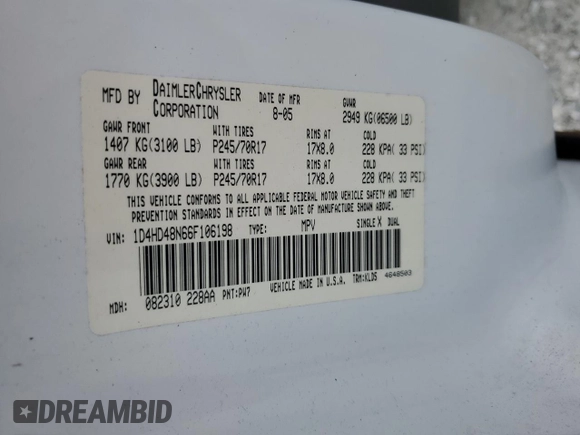 MFD BY DAIMLERCHRYSLER CORPORATION DATE OF MFR 8-05 GVWR 2949 KG(06500 LB)
GAWR FRONT WITH TIRES RIMS AT COLD
1407 KG(3100 LB) P245/70R17 17X8.0 228 KPA( 33 PSI)
GAWR REAR WITH TIRES RIMS AT COLD
1770 KG(3900 LB) P245/70R17 17X8.0 228 KPA( 33 PSI)
THIS VEHICLE CONFORMS TO ALL APPLICABLE FEDERAL MOTOR VEHICLE SAFETY AND THEFT
PREVENTION STANDARDS IN EFFECT ON THE DATE OF MANUFACTURE SHOWN ABOVE.
VIN: 1D4HD48N66F106198 TYPE: MPV SINGLE X DUAL
VEHICLE MADE IN U.S.A. TRM:KLD5 4648503
MDH: 082310 228AA PNT:PW7
DREAMBID